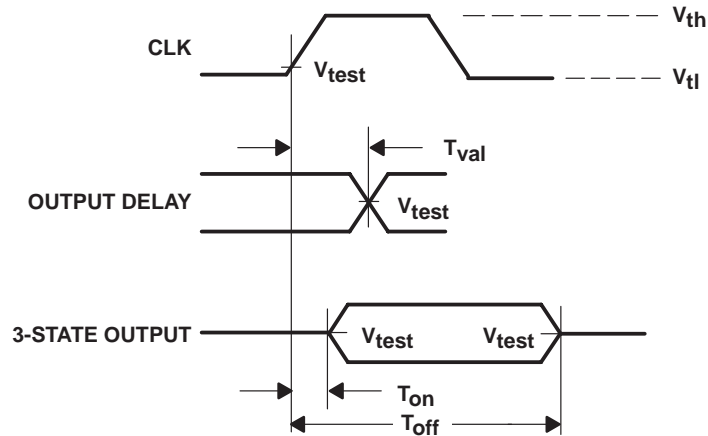 CLK
Vth
Vtest
Vtl
Tval
OUTPUT DELAY
Vtest
3-STATE OUTPUT
Vtest
Vtest
Ton
Toff